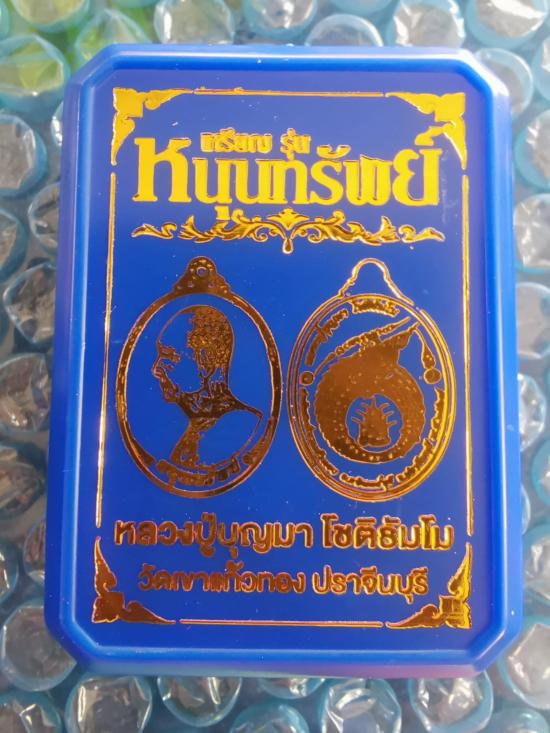 เหรียญ รุ่น
หนุนทรัพย์
หลวงปู่บุญมา โชติธัมโม
วัดเขาแก้วทอง ปราจีนบุรี